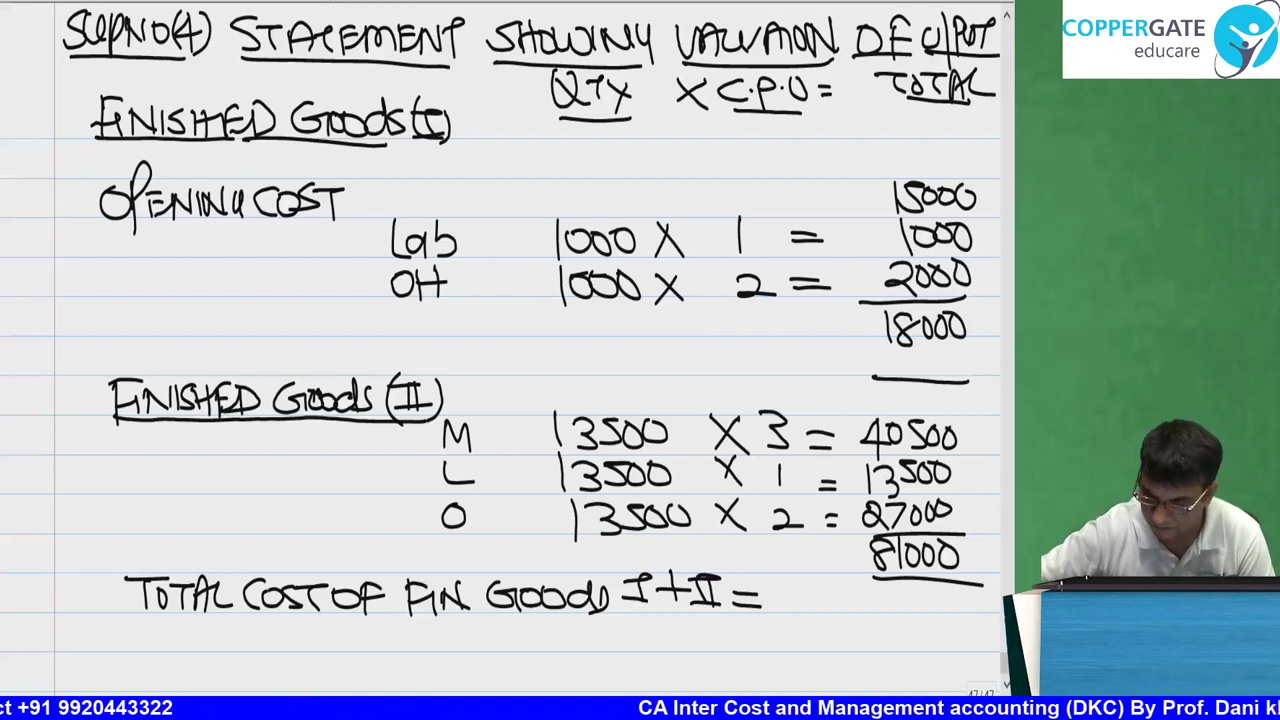 STEP NO (4) STATEMENT SHOWING VALUATION OF O/PUT
QTY X C.P.U = TOTAL
FINISHED GOODS (I)
OPENING COST 15000
Lab 1000 X 1 = 1000
OH 1000 X 2 = 2000
18000
FINISHED GOODS (II)
M 13500 X 3 = 40500
L 13500 X 1 = 13500
O 13500 X 2 = 27000
81000
TOTAL COST OF FIN GOODS I + II =
COPPERGATE
educare
47/47
ct +91 9920443322 CA Inter Cost and Management accounting (DKC) By Prof. Dani k